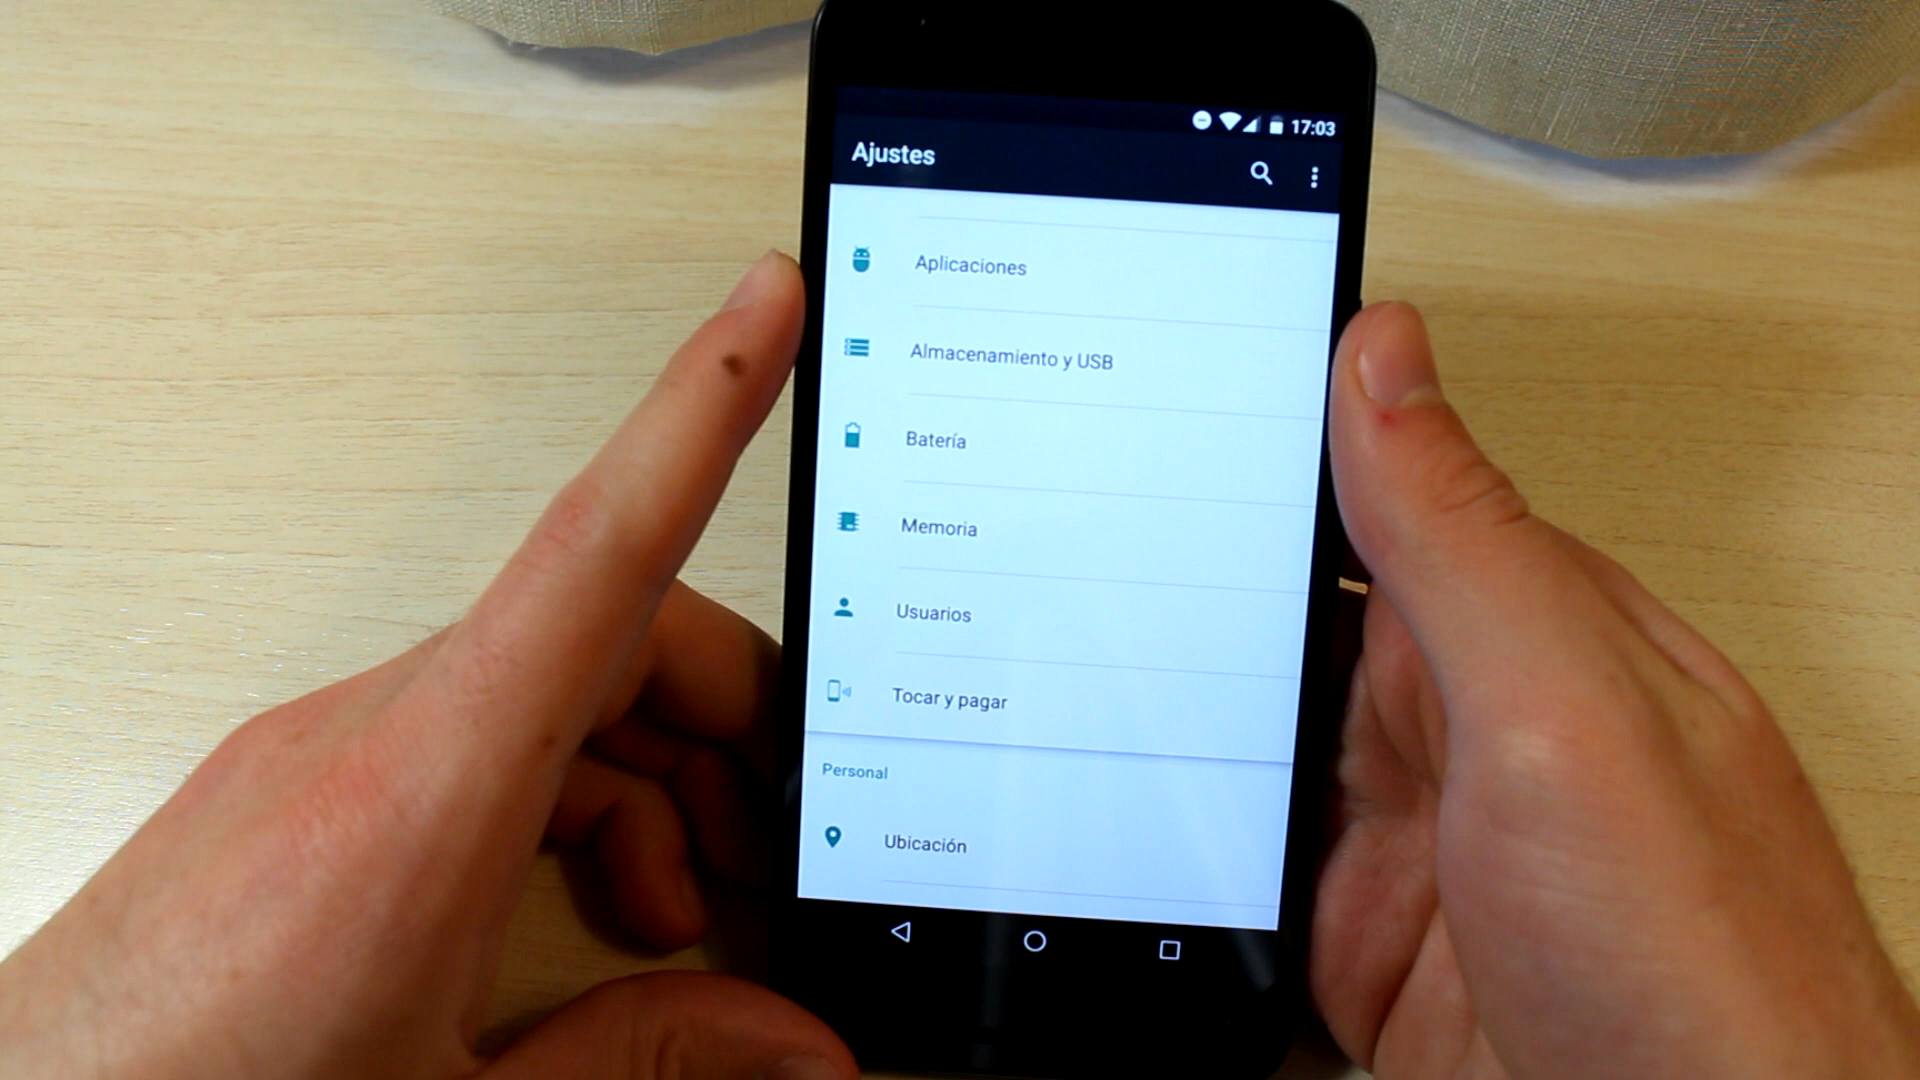 17:03
Ajustes
Aplicaciones
Almacenamiento y USB
Batería
Memoria
Usuarios
Tocar y pagar
Personal
Ubicación